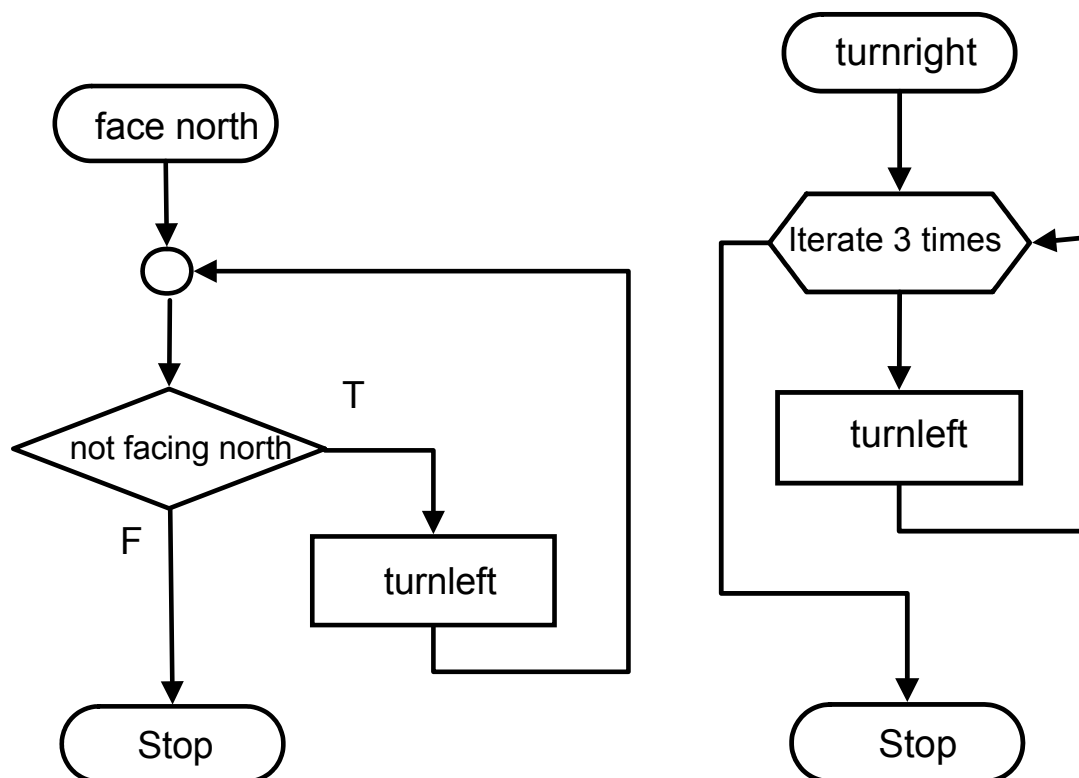 face north
not facing north
T
F
turnleft
Stop
turnright
Iterate 3 times
turnleft
Stop